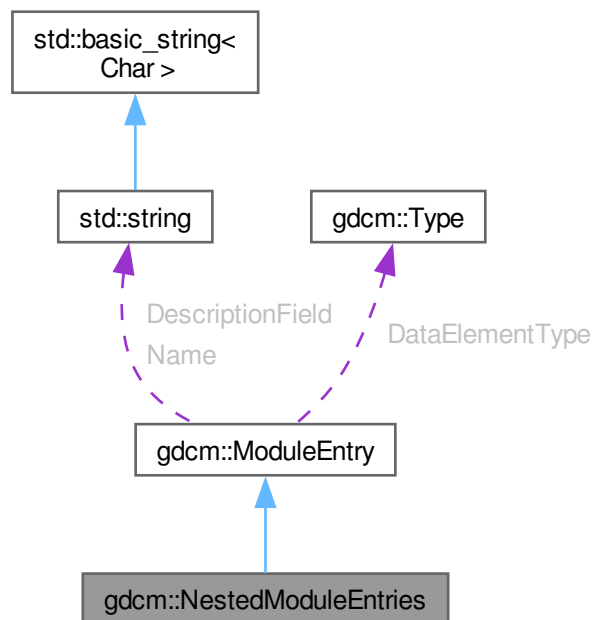 std::basic_string<
Char >
std::string
gdcm::Type
DescriptionField
Name
DataElementType
gdcm::ModuleEntry
gdcm::NestedModuleEntries